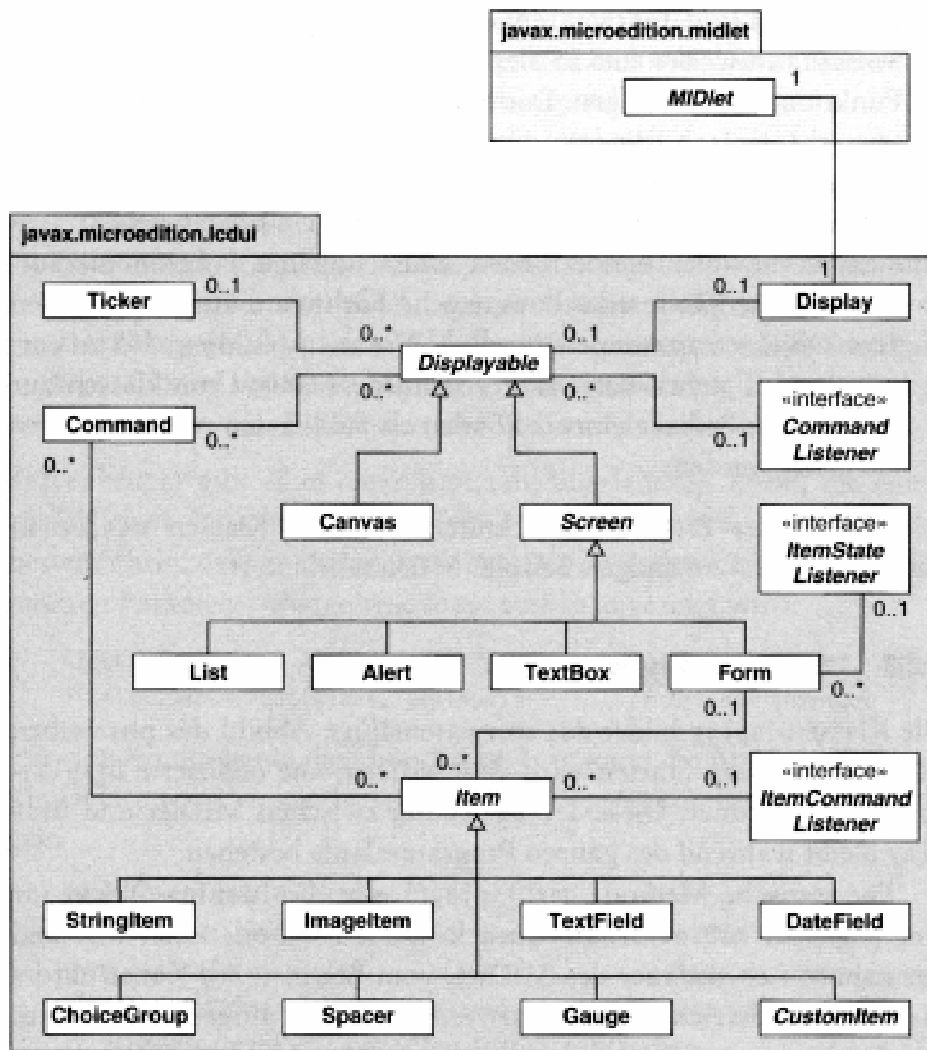 javax.microedition.midlet
1
MIDlet
javax.microedition.lcdui
Ticker
0..1
0..1
1
Display
0..*
0..1
Displayable
0..*
0..*
Command
0..*
0..*
0..1
«interface»
Command
Listener
Canvas
Screen
«interface»
ItemState
Listener
0..1
List
Alert
TextBox
Form
0..*
0..1
0..*
0..*
0..*
0..1
Item
«interface»
ItemCommand
Listener
StringItem
ImageItem
TextField
DateField
ChoiceGroup
Spacer
Gauge
CustomItem